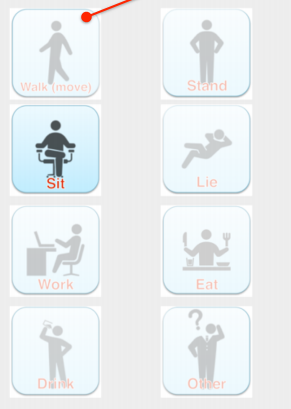 Walk (move)
Stand
Sit
Lie
Work
Eat
Drink
Other
?